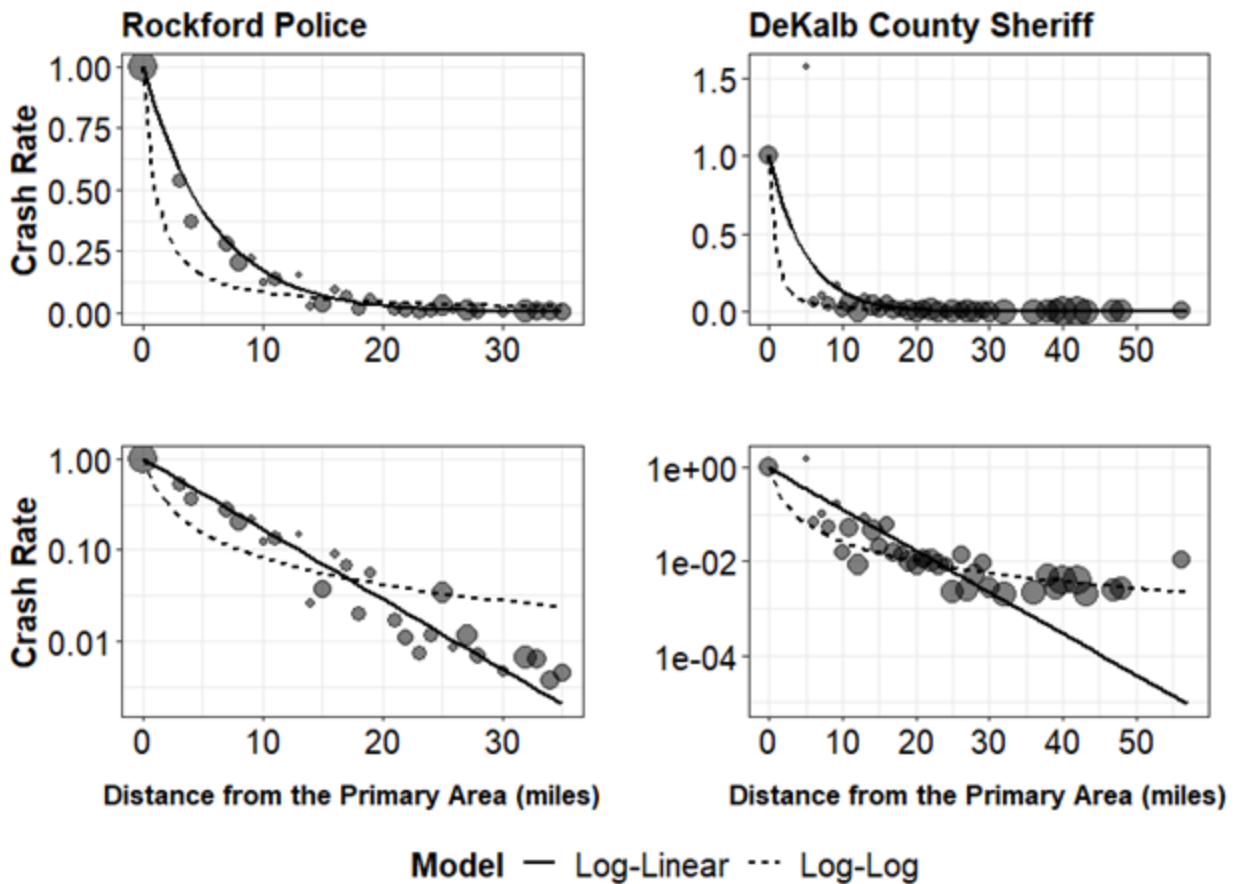 Rockford Police
DeKalb County Sheriff
Crash Rate
1.00
0.75
0.50
0.25
0.00
0 10 20 30
1.5
1.0
0.5
0.0
0 10 20 30 40 50
Crash Rate
1.00
0.10
0.01
0 10 20 30
Distance from the Primary Area (miles)
1e+00
1e-02
1e-04
0 10 20 30 40 50
Distance from the Primary Area (miles)
Model Log-Linear Log-Log